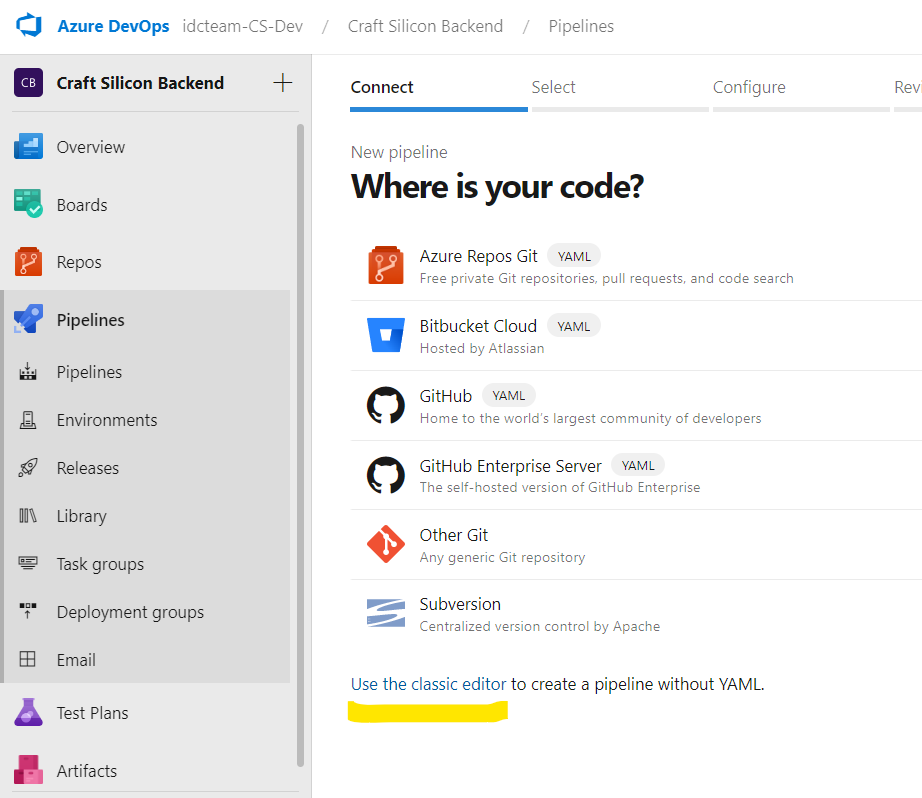 Azure DevOps idcteam-CS-Dev / Craft Silicon Backend / Pipelines
CB Craft Silicon Backend
Overview
Boards
Repos
Pipelines
Pipelines
Environments
Releases
Library
Task groups
Deployment groups
Email
Test Plans
Artifacts
Connect Select Configure Revi
New pipeline
Where is your code?
Azure Repos Git YAML
Free private Git repositories, pull requests, and code search
Bitbucket Cloud YAML
Hosted by Atlassian
GitHub YAML
Home to the world's largest community of developers
GitHub Enterprise Server YAML
The self-hosted version of GitHub Enterprise
Other Git
Any generic Git repository
Subversion
Centralized version control by Apache
Use the classic editor to create a pipeline without YAML.